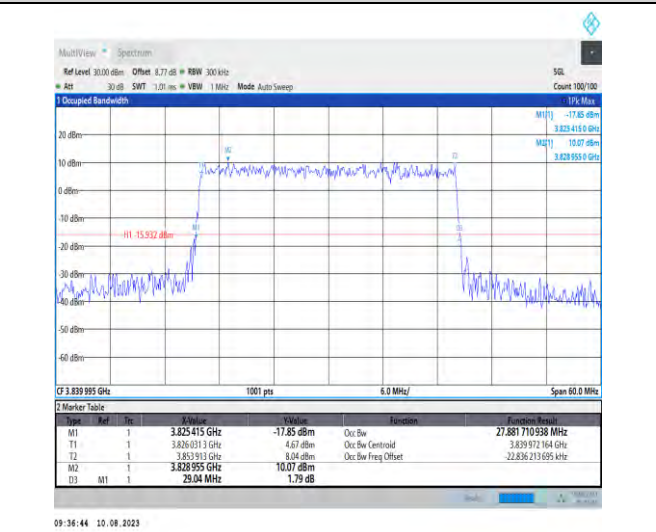 MultiView Spectrum
Ref Level 30.00 dBm Offset 8.77 dB RBW 300 kHz SGL
Att 30 dB SWT 1.01 ms VBW 1 MHz Mode Auto Sweep Count 100/100
1 Occupied Bandwidth 1Pk Max
M1[1] -17.85 dBm
3.825 415 0 GHz
M2[1] 10.07 dBm
3.828 955 0 GHz
20 dBm
M2
10 dBm
T1
0 dBm
-10 dBm
M1
H1 -15.932 dBm
-20 dBm
-30 dBm
-40 dBm
-50 dBm
-60 dBm
CF 3.839 995 GHz 1001 pts 6.0 MHz/ Span 60.0 MHz
2 Marker Table
Type Ref Trc X-Value Y-Value Function Function Result
M1 1 3.825 415 GHz -17.85 dBm Occ Bw 27.881 710 938 MHz
T1 1 3.826 031 3 GHz 4.67 dBm Occ Bw Centroid 3.839 972 164 GHz
T2 1 3.853 913 GHz 8.04 dBm Occ Bw Freq Offset -22.836 213 695 kHz
M2 1 3.828 955 GHz 10.07 dBm
D3 M1 1 29.04 MHz 1.79 dB
09:36:44 10.08.2023